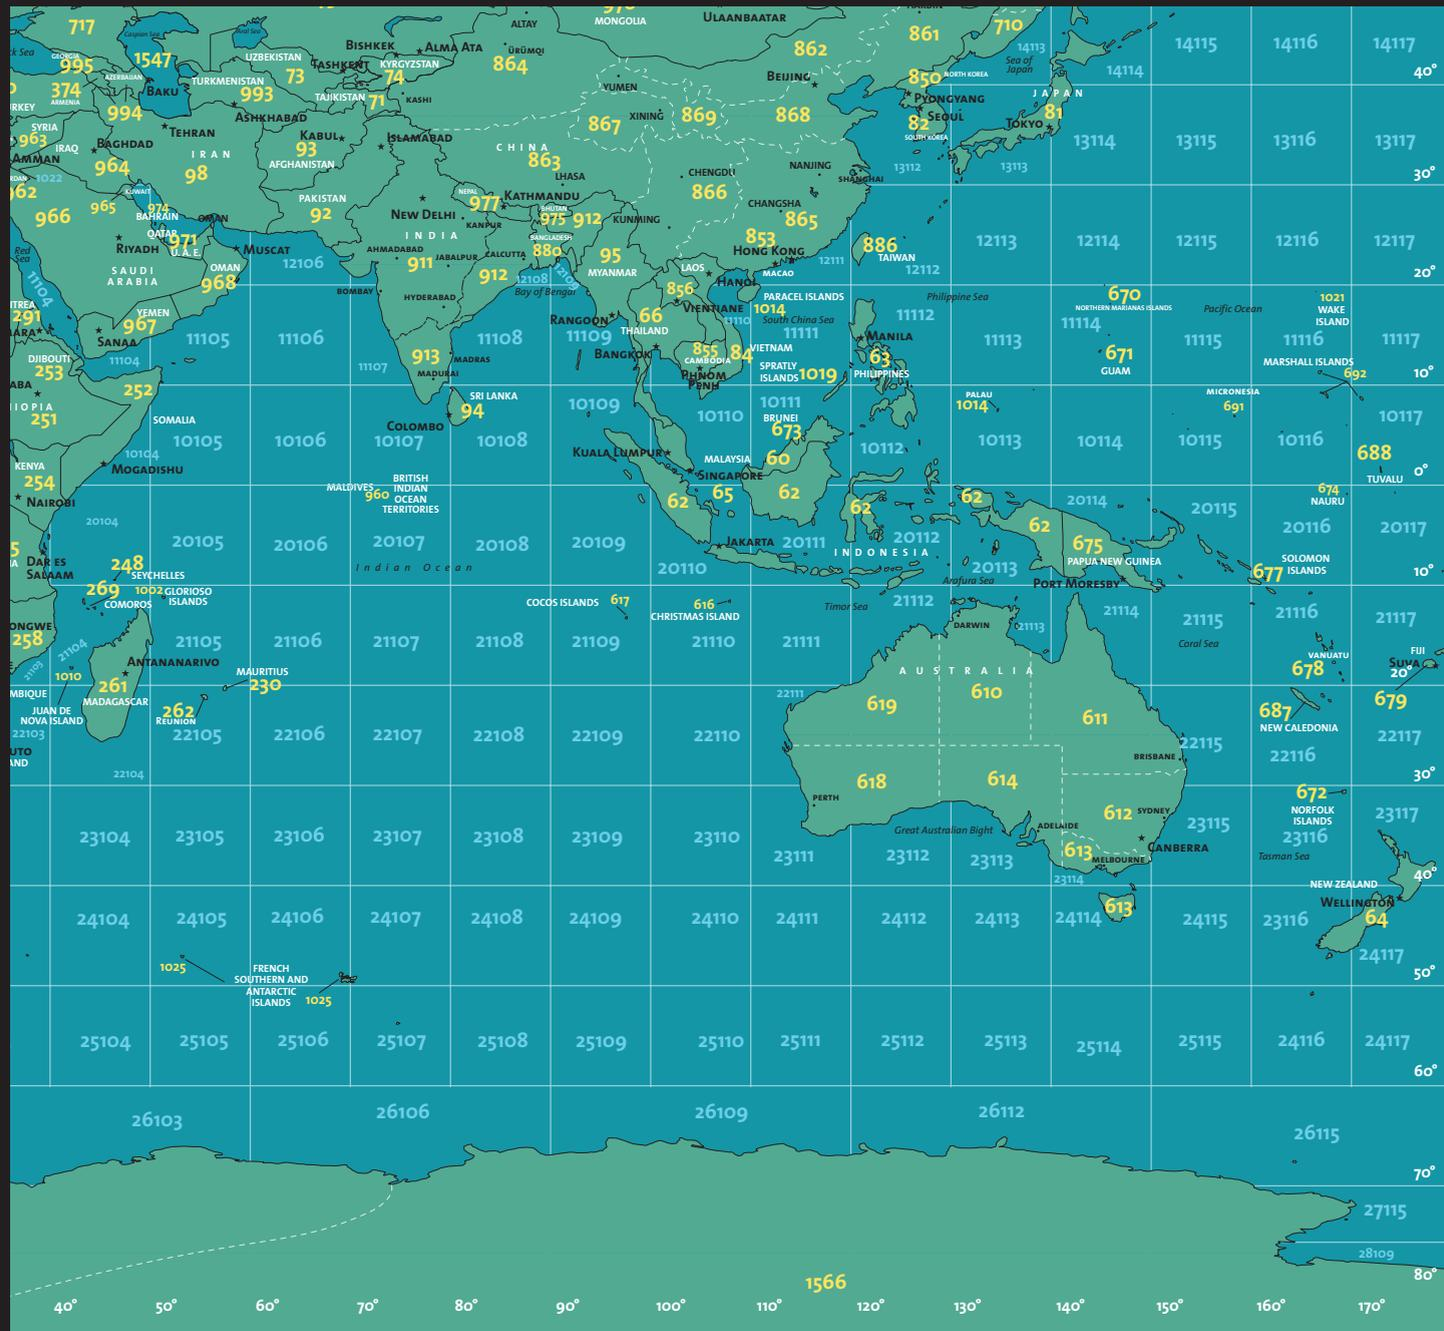 717
ALTAY
MONGOLIA
ULAANBAATAR
861
710
14113
Sea of
Japan
14115
14116
14117
Caspian Sea
Aral Sea
GEORGIA
995
1547
AZERBAIJAN
BAKU
374
ARMENIA
994
UZBEKISTAN
73
TURKMENISTAN
993
ASHKHABAD
BISHKEK
ALMA ATA
TASHKENT
KYRGYZSTAN
74
TAJIKISTAN
71
KASHI
ÜRÜMQI
864
862
BEIJING
YUMEN
XINING
867
869
868
850
NORTH KOREA
PYONGYANG
SEOUL
82
SOUTH KOREA
JAPAN
81
TOKYO
14114
40°
SYRIA
963
IRAQ
AMMAN
BAGHDAD
964
TEHRAN
IRAN
98
KABUL
93
AFGHANISTAN
ISLAMABAD
CHINA
863
LHASA
CHENGDU
866
NANJING
SHANGHAI
13112
13113
13114
13115
13116
13117
30°
1022
962
966
965
KUWAIT
974
BAHRAIN
QATAR
971
U.A.E.
OMAN
RIYADH
MUSCAT
PAKISTAN
92
NEW DELHI
INDIA
NEPAL
977
KATHMANDU
KANPUR
BHUTAN
975
912
KUNMING
CHANGSHA
865
853
HONG KONG
MACAO
886
TAIWAN
12111
12112
12113
12114
12115
12116
12117
20°
Red
Sea
11104
SAUDI
ARABIA
OMAN
968
12106
AHMADABAD
911
JABALPUR
CALCUTTA
BANGLADESH
880
912
12108
12109
Bay of Bengal
BOMBAY
HYDERABAD
95
MYANMAR
LAOS
856
HANOI
VIENTIANE
RANGOON
66
THAILAND
BANGKOK
PARACEL ISLANDS
1014
11110
South China Sea
11111
Philippine Sea
11112
MANILA
670
NORTHERN MARIANAS ISLANDS
11114
Pacific Ocean
1021
WAKE
ISLAND
291
YEMEN
967
SANAA
11104
11105
11106
11107
913
MADRAS
MADURAI
11108
11109
855
CAMBODIA
PHNOM
PENH
84
VIETNAM
SPRATLY
ISLANDS
1019
63
PHILIPPINES
11113
671
GUAM
11115
11116
11117
MARSHALL ISLANDS
692
10°
DJIBOUTI
253
252
251
SOMALIA
SRI LANKA
94
COLOMBO
10109
10110
10111
BRUNEI
673
PALAU
1014
MICRONESIA
691
10117
KENYA
254
NAIROBI
10104
MOGADISHU
10105
10106
10107
10108
KUALA LUMPUR
MALAYSIA
60
SINGAPORE
10112
10113
10114
10115
10116
688
TUVALU
0°
MALDIVES
960
BRITISH
INDIAN
OCEAN
TERRITORIES
62
65
62
62
62
62
674
NAURU
20104
20105
20106
20107
20108
20109
20110
JAKARTA
20111
INDONESIA
20112
20113
20114
675
PAPUA NEW GUINEA
PORT MORESBY
20115
20116
20117
677
SOLOMON
ISLANDS
10°
DAR ES
SALAAM
248
SEYCHELLES
269
COMOROS
1002
GLORIOSO
ISLANDS
Indian Ocean
COCOS ISLANDS
617
616
CHRISTMAS ISLAND
Timor Sea
Arafura Sea
21112
DARWIN
21113
21114
21115
21116
21117
Coral Sea
258
21103
21104
1010
JUAN DE
NOVA ISLAND
ANTANANARIVO
261
MADAGASCAR
21105
21106
21107
21108
21109
21110
21111
MAURITIUS
230
262
REUNION
22111
AUSTRALIA
619
610
611
VANUATU
678
FIJI
SUVA
20°
679
687
NEW CALEDONIA
22103
22104
22105
22106
22107
22108
22109
22110
BRISBANE
22115
22116
22117
30°
PERTH
618
614
612
SYDNEY
672
NORFOLK
ISLANDS
23104
23105
23106
23107
23108
23109
23110
23111
Great Australian Bight
23112
23113
ADELAIDE
613
MELBOURNE
CANBERRA
23114
23115
23116
23117
Tasman Sea
40°
NEW ZEALAND
WELLINGTON
64
24104
24105
24106
24107
24108
24109
24110
24111
24112
24113
24114
613
24115
23116
24117
50°
1025
FRENCH
SOUTHERN AND
ANTARCTIC
ISLANDS
1025
25104
25105
25106
25107
25108
25109
25110
25111
25112
25113
25114
25115
24116
24117
60°
26103
26106
26109
26112
26115
70°
27115
28109
80°
1566
40°
50°
60°
70°
80°
90°
100°
110°
120°
130°
140°
150°
160°
170°